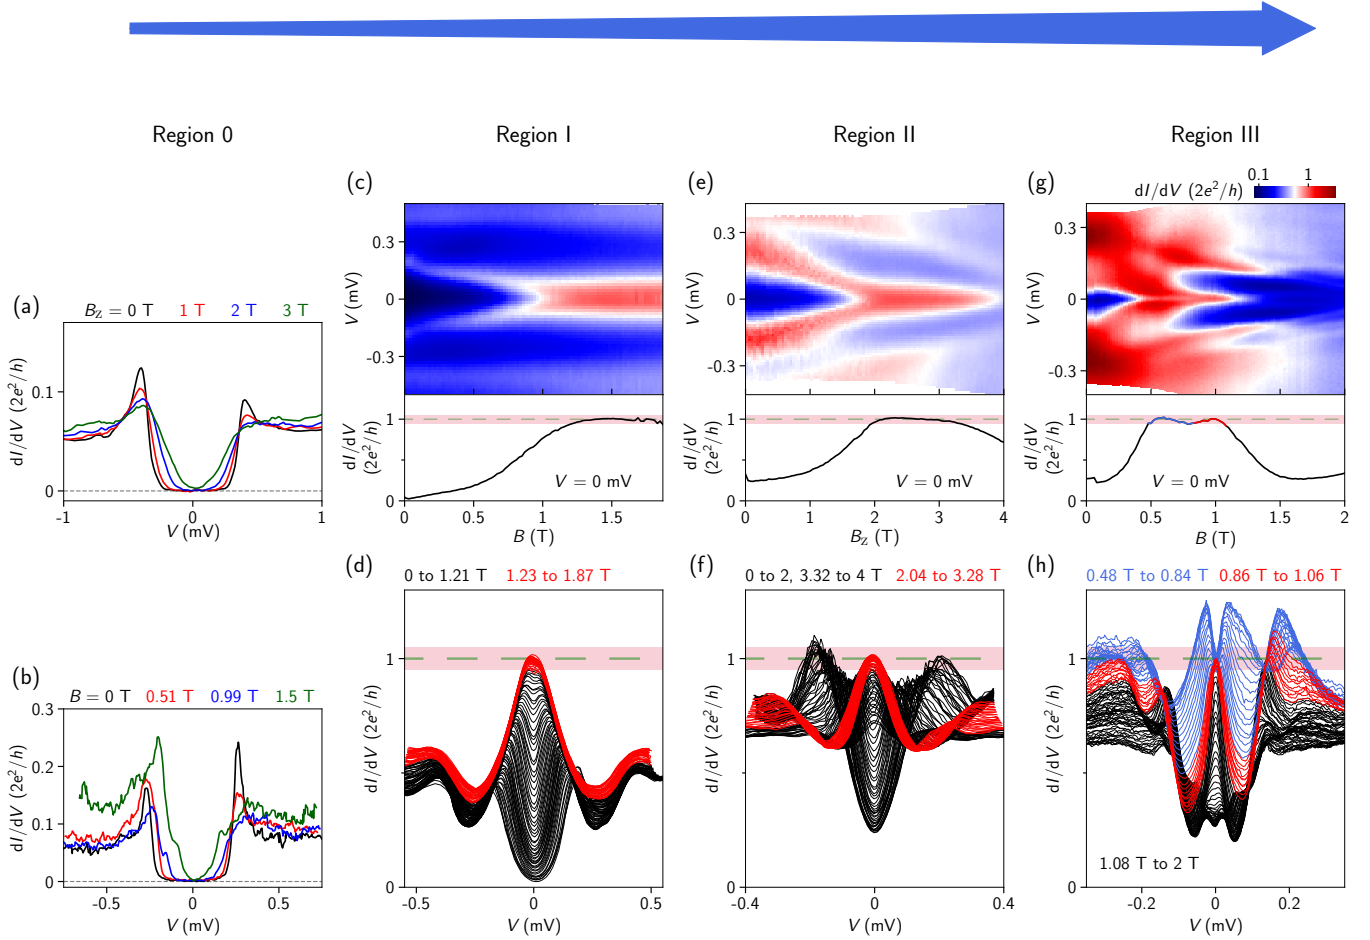 Region 0
Region I
Region II
Region III
(a)
B_Z = 0 T 1 T 2 T 3 T
dI/dV (2e²/h)
0.1
0
-1 0 1
V (mV)
(b)
B = 0 T 0.51 T 0.99 T 1.5 T
dI/dV (2e²/h)
0.3
0.2
0.1
0
-0.5 0 0.5
V (mV)
(c)
V (mV)
0.3
0
-0.3
dI/dV
(2e²/h)
1
0
V = 0 mV
0 0.5 1 1.5
B (T)
(d)
0 to 1.21 T 1.23 to 1.87 T
dI/dV (2e²/h)
1
0
-0.5 0 0.5
V (mV)
(e)
V (mV)
0.3
0
-0.3
dI/dV
(2e²/h)
1
0
V = 0 mV
0 1 2 3 4
B_Z (T)
(f)
0 to 2, 3.32 to 4 T 2.04 to 3.28 T
dI/dV (2e²/h)
1
0
-0.4 0 0.4
V (mV)
(g)
dI/dV (2e²/h)
0.1 1
V (mV)
0.3
0
-0.3
dI/dV
(2e²/h)
1
0
V = 0 mV
0 0.5 1 1.5 2
B (T)
(h)
0.48 T to 0.84 T 0.86 T to 1.06 T
dI/dV (2e²/h)
1
0
1.08 T to 2 T
-0.2 0 0.2
V (mV)